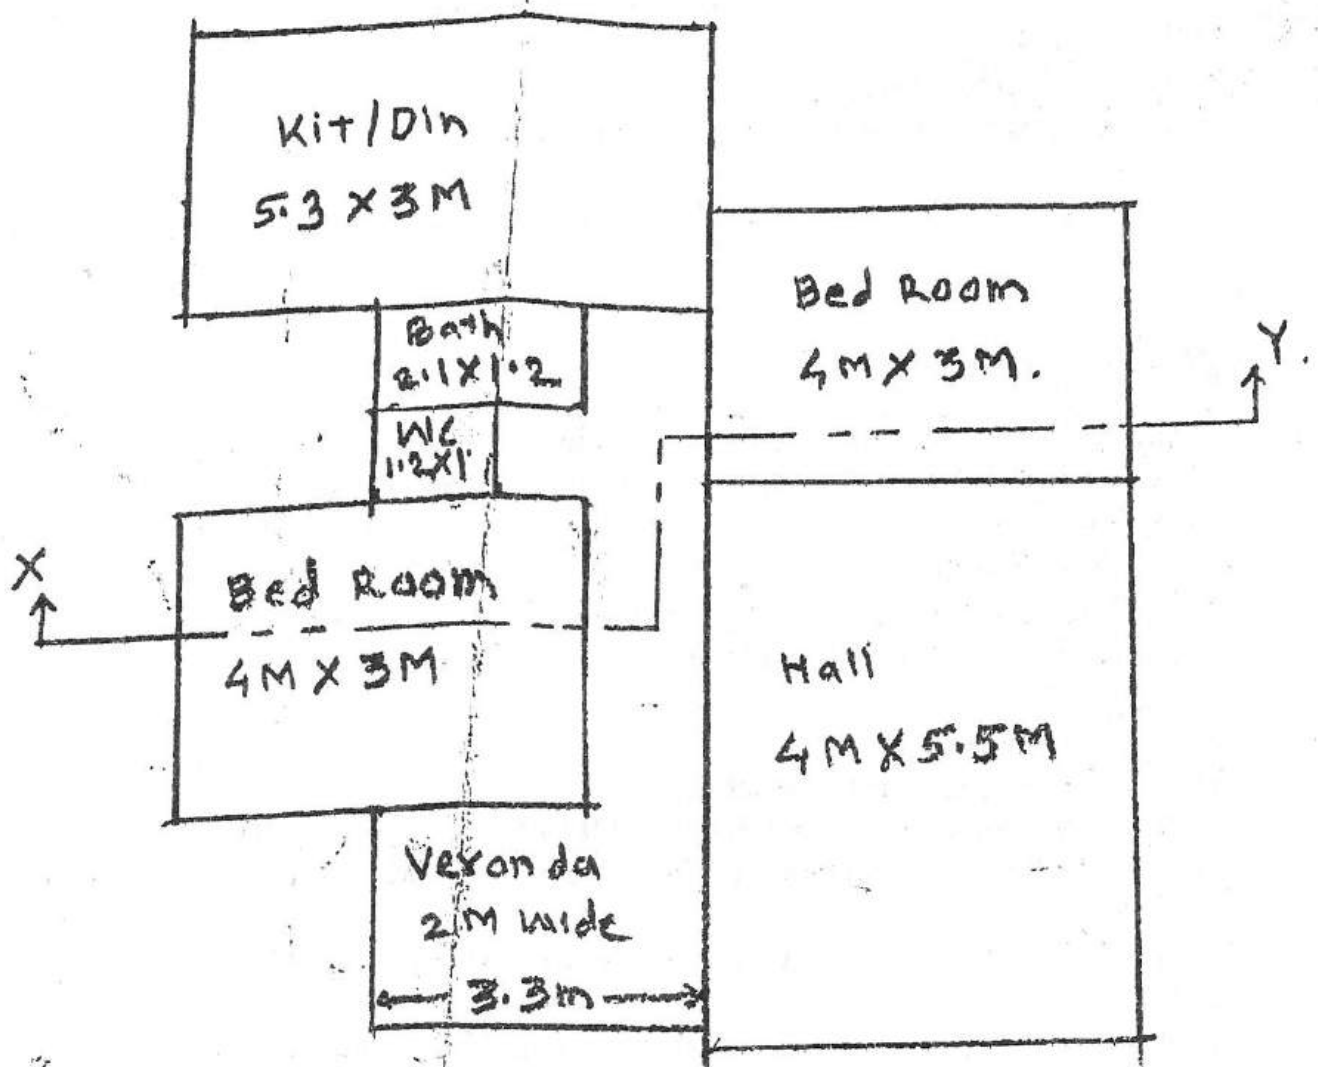 Kit/Din
5.3 X 3M
Bed Room
4M X 3M.
Y.
Bath
2.1X1.2
WC
1.2X1
X
Bed Room
4M X 3M
Hall
4M X 5.5M
Veranda
2M Wide
3.3m